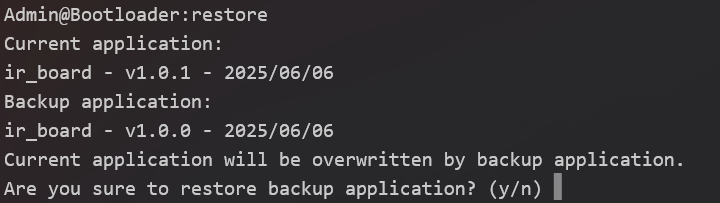 Admin@Bootloader:restore
Current application:
ir_board - v1.0.1 - 2025/06/06
Backup application:
ir_board - v1.0.0 - 2025/06/06
Current application will be overwritten by backup application.
Are you sure to restore backup application? (y/n)